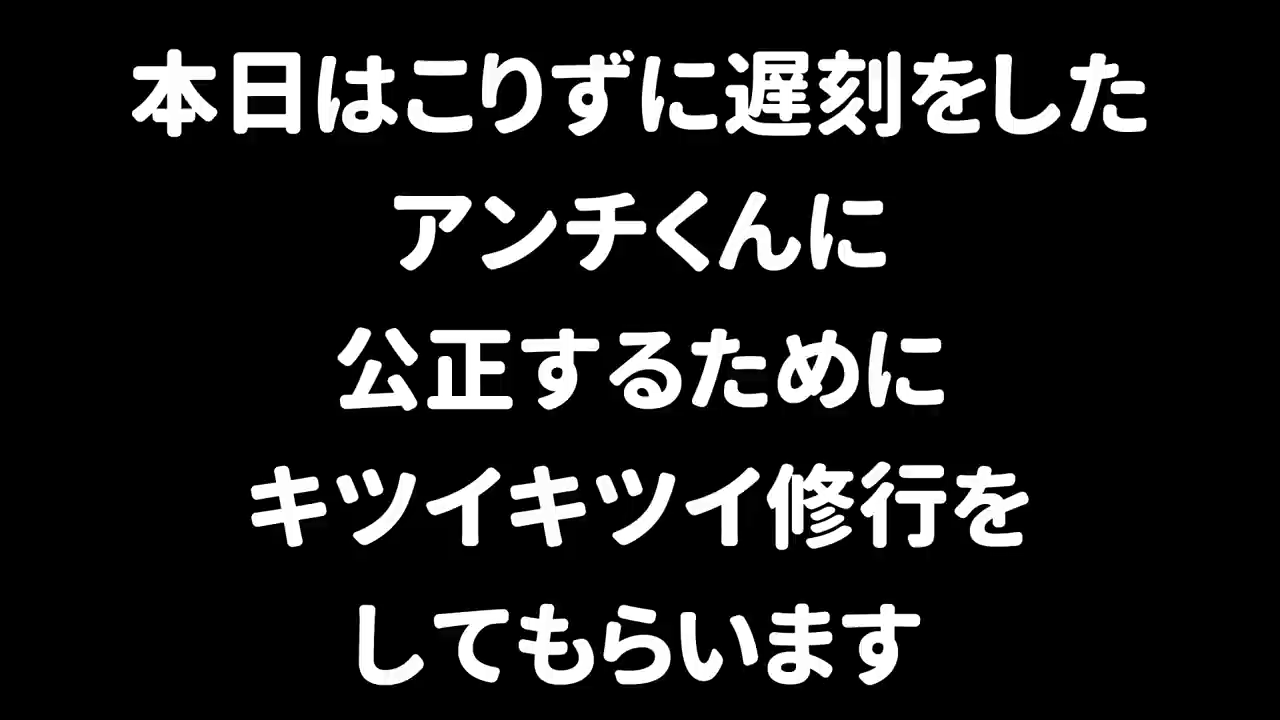 本日はこりずに遅刻をした
アンチくんに
公正するために
キツイキツイ修行を
してもらいます